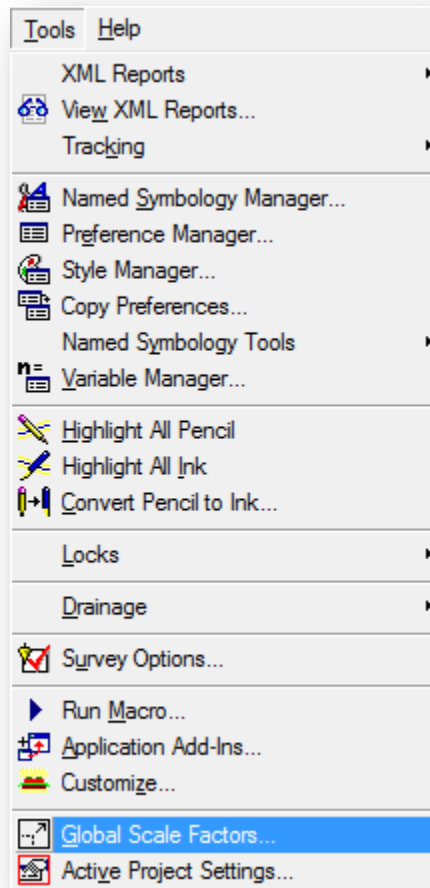 Tools Help
XML Reports
View XML Reports...
Tracking
Named Symbology Manager...
Preference Manager...
Style Manager...
Copy Preferences...
Named Symbology Tools
n=
Variable Manager...
Highlight All Pencil
Highlight All Ink
Convert Pencil to Ink...
Locks
Drainage
Survey Options...
Run Macro...
Application Add-Ins...
Customize...
Global Scale Factors...
Active Project Settings...